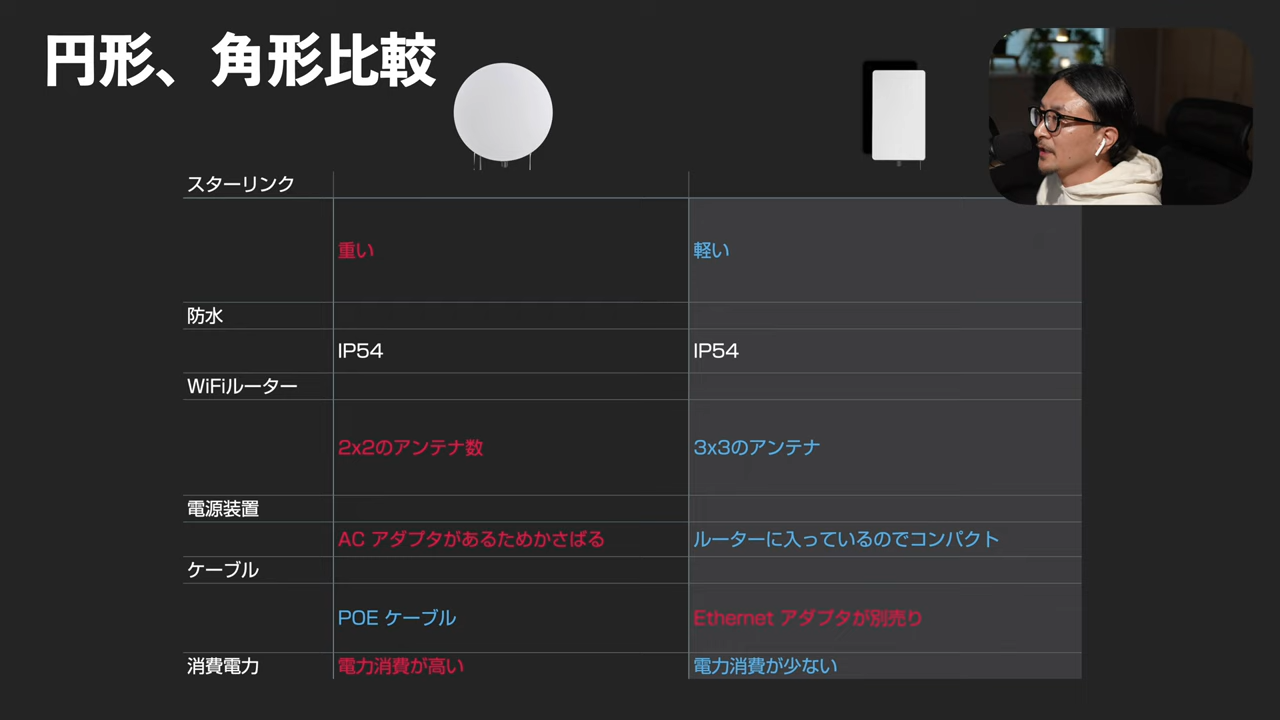 円形、角形比較
スターリンク
重い
軽い
防水
IP54
IP54
WiFiルーター
2x2のアンテナ数
3x3のアンテナ
電源装置
AC アダプタがあるためかさばる
ルーターに入っているのでコンパクト
ケーブル
POE ケーブル
Ethernet アダプタが別売り
消費電力
電力消費が高い
電力消費が少ない